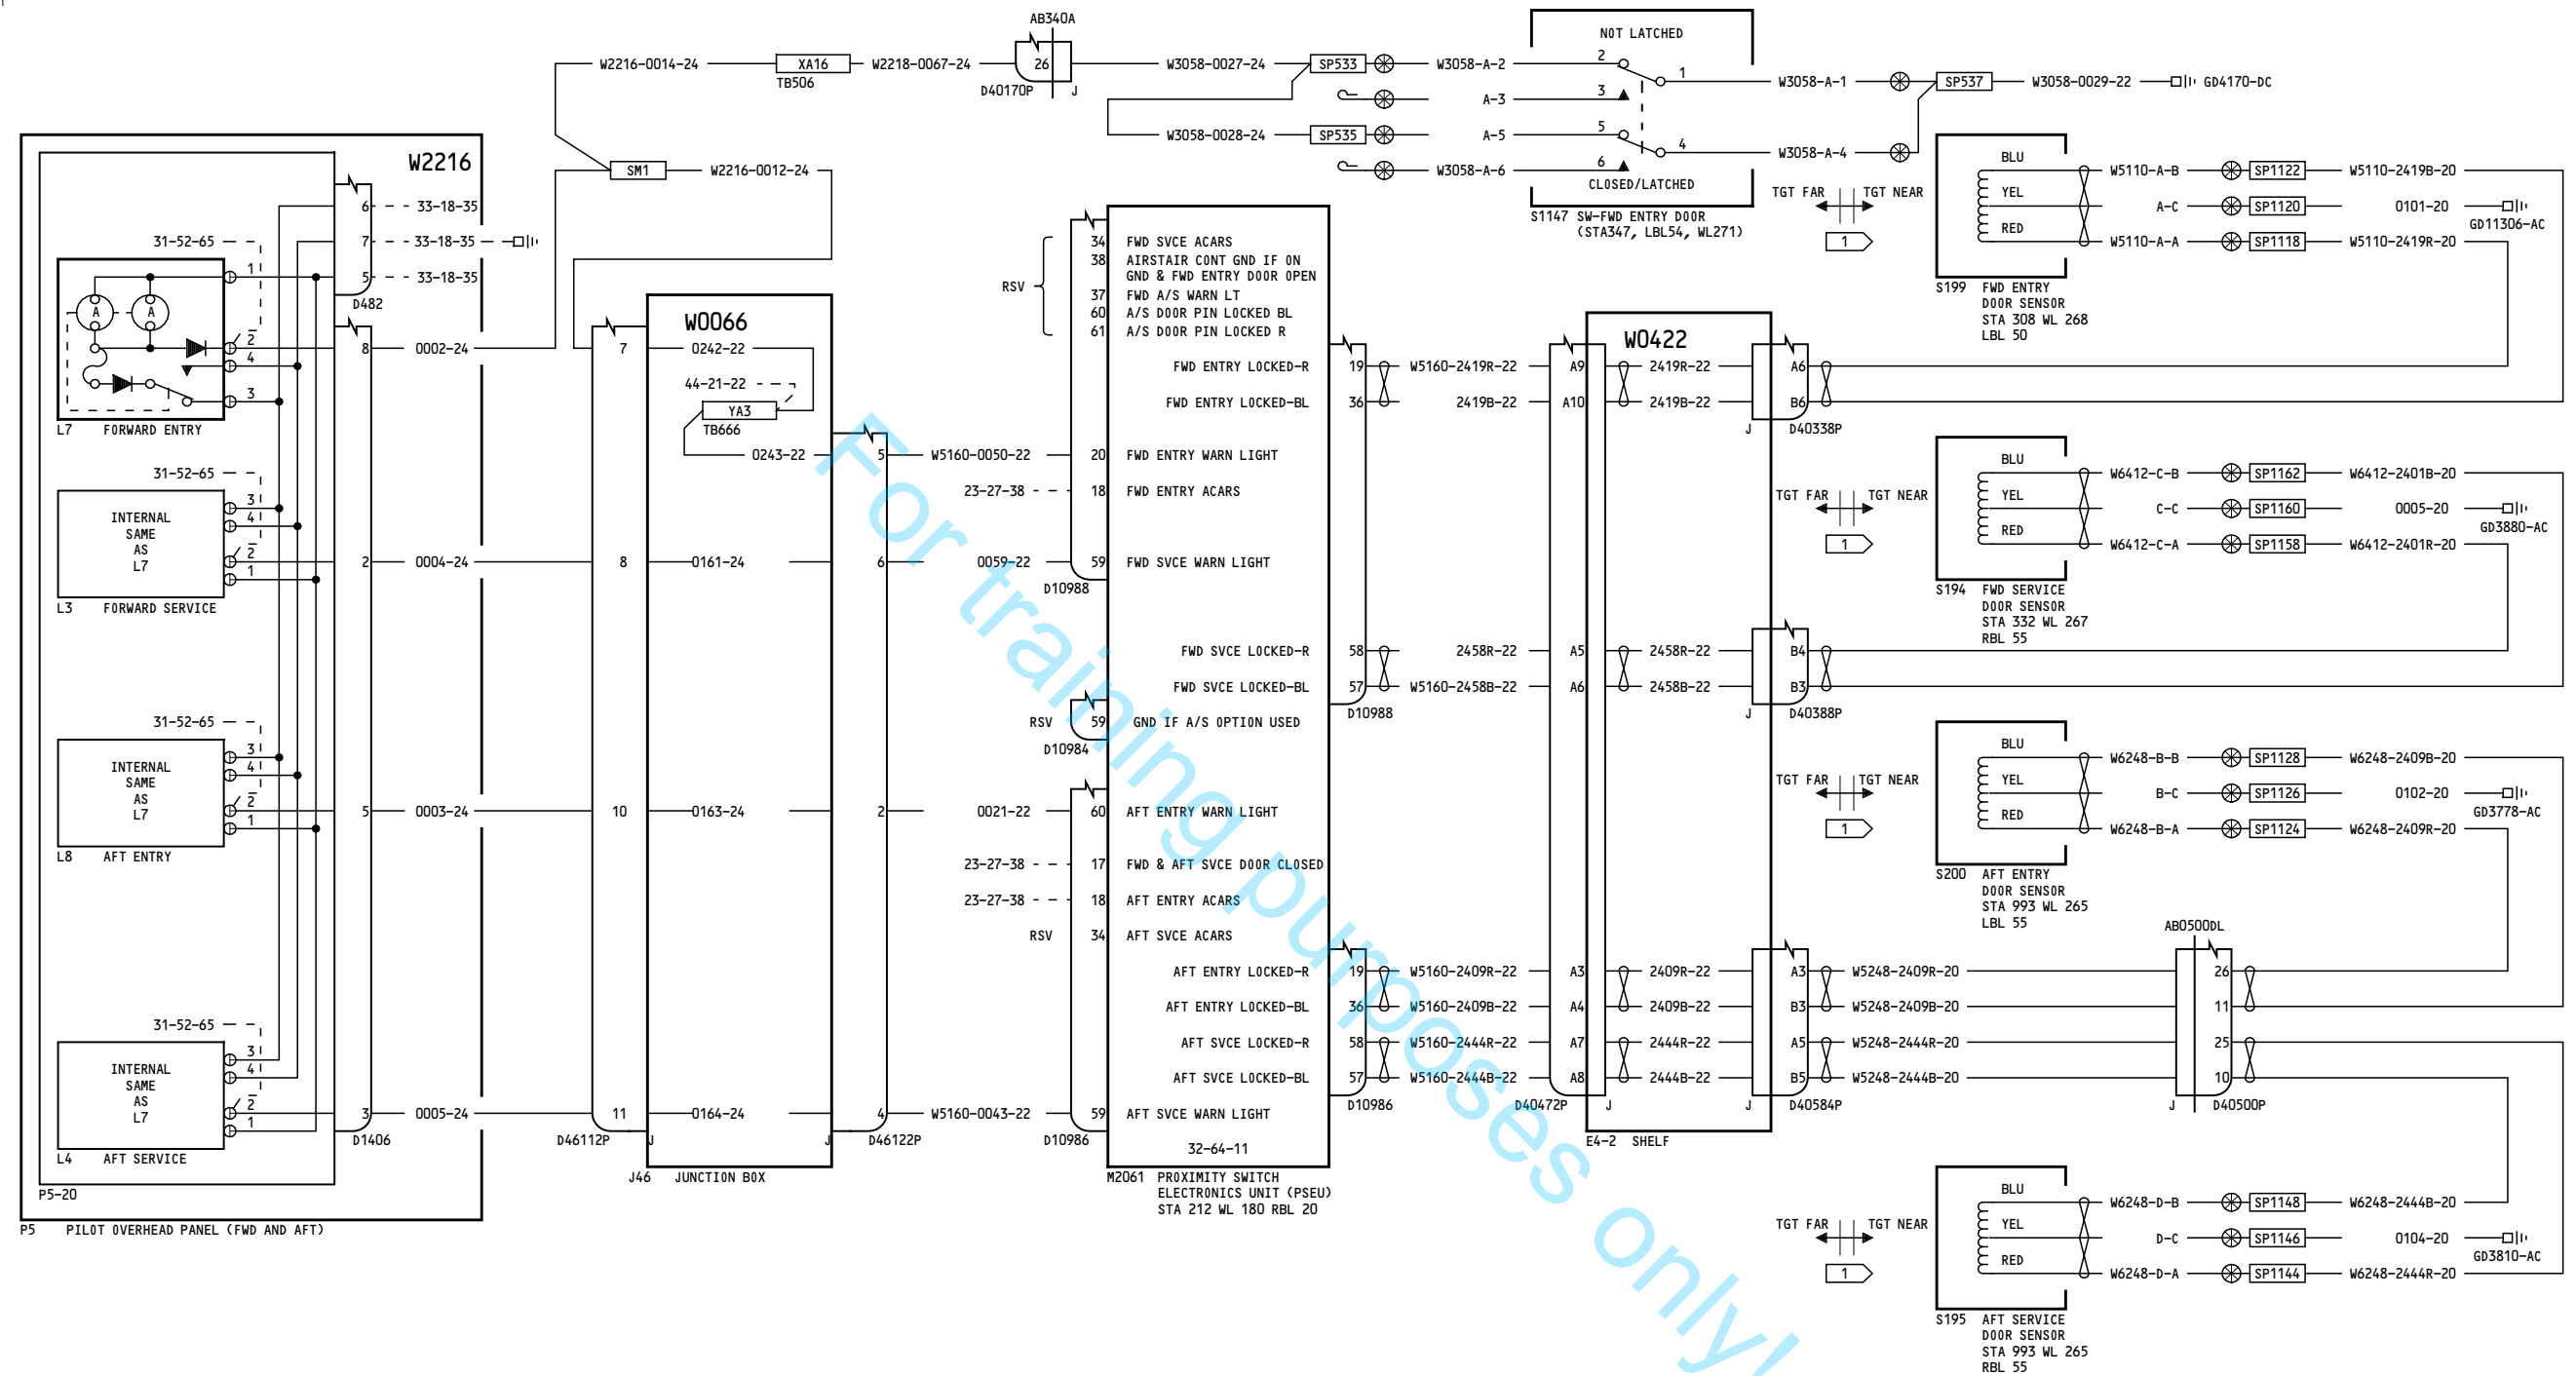 AB340A
W2216-0014-24
XA16
TB506
W2218-0067-24
26
D40170P
J
W3058-0027-24
SP533
W3058-A-2
A-3
W3058-0028-24
SP535
A-5
W3058-A-6
NOT LATCHED
2
1
3
5
4
6
CLOSED/LATCHED
S1147 SW-FWD ENTRY DOOR
(STA347, LBL54, WL271)
W3058-A-1
SP537
W3058-0029-22
GD4170-DC
W3058-A-4
SM1
W2216-0012-24
W2216
6
33-18-35
7
33-18-35
5
33-18-35
D482
31-52-65
1
A
A
2
4
3
L7 FORWARD ENTRY
31-52-65
INTERNAL
SAME
AS
L7
3
4
2
1
L3 FORWARD SERVICE
31-52-65
INTERNAL
SAME
AS
L7
3
4
2
1
L8 AFT ENTRY
31-52-65
INTERNAL
SAME
AS
L7
3
4
2
1
L4 AFT SERVICE
P5-20
P5 PILOT OVERHEAD PANEL (FWD AND AFT)
8
0002-24
2
0004-24
5
0003-24
3
0005-24
D1406
7
8
10
11
D46112P
J
W0066
0242-22
44-21-22
YA3
TB666
0243-22
0161-24
0163-24
0164-24
J
J46 JUNCTION BOX
5
6
2
4
D46122P
W5160-0050-22
23-27-38
0059-22
RSV
0021-22
23-27-38
23-27-38
RSV
W5160-0043-22
RSV
34 FWD SVCE ACARS
38 AIRSTAIR CONT GND IF ON
GND & FWD ENTRY DOOR OPEN
37 FWD A/S WARN LT
60 A/S DOOR PIN LOCKED BL
61 A/S DOOR PIN LOCKED R
FWD ENTRY LOCKED-R 19
FWD ENTRY LOCKED-BL 36
20 FWD ENTRY WARN LIGHT
18 FWD ENTRY ACARS
59 FWD SVCE WARN LIGHT
D10988
FWD SVCE LOCKED-R 58
FWD SVCE LOCKED-BL 57
D10988
59 GND IF A/S OPTION USED
D10984
60 AFT ENTRY WARN LIGHT
17 FWD & AFT SVCE DOOR CLOSED
18 AFT ENTRY ACARS
34 AFT SVCE ACARS
AFT ENTRY LOCKED-R 19
AFT ENTRY LOCKED-BL 36
AFT SVCE LOCKED-R 58
AFT SVCE LOCKED-BL 57
59 AFT SVCE WARN LIGHT
D10986
D10986
32-64-11
M2061 PROXIMITY SWITCH
ELECTRONICS UNIT (PSEU)
STA 212 WL 180 RBL 20
W5160-2419R-22
2419B-22
2458R-22
W5160-2458B-22
W5160-2409R-22
W5160-2409B-22
W5160-2444R-22
W5160-2444B-22
A9
A10
A5
A6
A3
A4
A7
A8
D40472P
J
W0422
2419R-22
2419B-22
2458R-22
2458B-22
2409R-22
2409B-22
2444R-22
2444B-22
E4-2 SHELF
A6
B6
J
D40338P
B4
B3
J
D40388P
A3
B3
A5
B5
J
D40584P
W5248-2409R-20
W5248-2409B-20
W5248-2444R-20
W5248-2444B-20
AB0500DL
26
11
25
10
J
D40500P
TGT FAR
TGT NEAR
1
BLU
YEL
RED
S199 FWD ENTRY
DOOR SENSOR
STA 308 WL 268
LBL 50
W5110-A-B
SP1122
W5110-2419B-20
A-C
SP1120
0101-20
GD11306-AC
W5110-A-A
SP1118
W5110-2419R-20
TGT FAR
TGT NEAR
1
BLU
YEL
RED
S194 FWD SERVICE
DOOR SENSOR
STA 332 WL 267
RBL 55
W6412-C-B
SP1162
W6412-2401B-20
C-C
SP1160
0005-20
GD3880-AC
W6412-C-A
SP1158
W6412-2401R-20
TGT FAR
TGT NEAR
1
BLU
YEL
RED
S200 AFT ENTRY
DOOR SENSOR
STA 993 WL 265
LBL 55
W6248-B-B
SP1128
W6248-2409B-20
B-C
SP1126
0102-20
GD3778-AC
W6248-B-A
SP1124
W6248-2409R-20
TGT FAR
TGT NEAR
1
BLU
YEL
RED
S195 AFT SERVICE
DOOR SENSOR
STA 993 WL 265
RBL 55
W6248-D-B
SP1148
W6248-2444B-20
D-C
SP1146
0104-20
GD3810-AC
W6248-D-A
SP1144
W6248-2444R-20
For training purposes only!